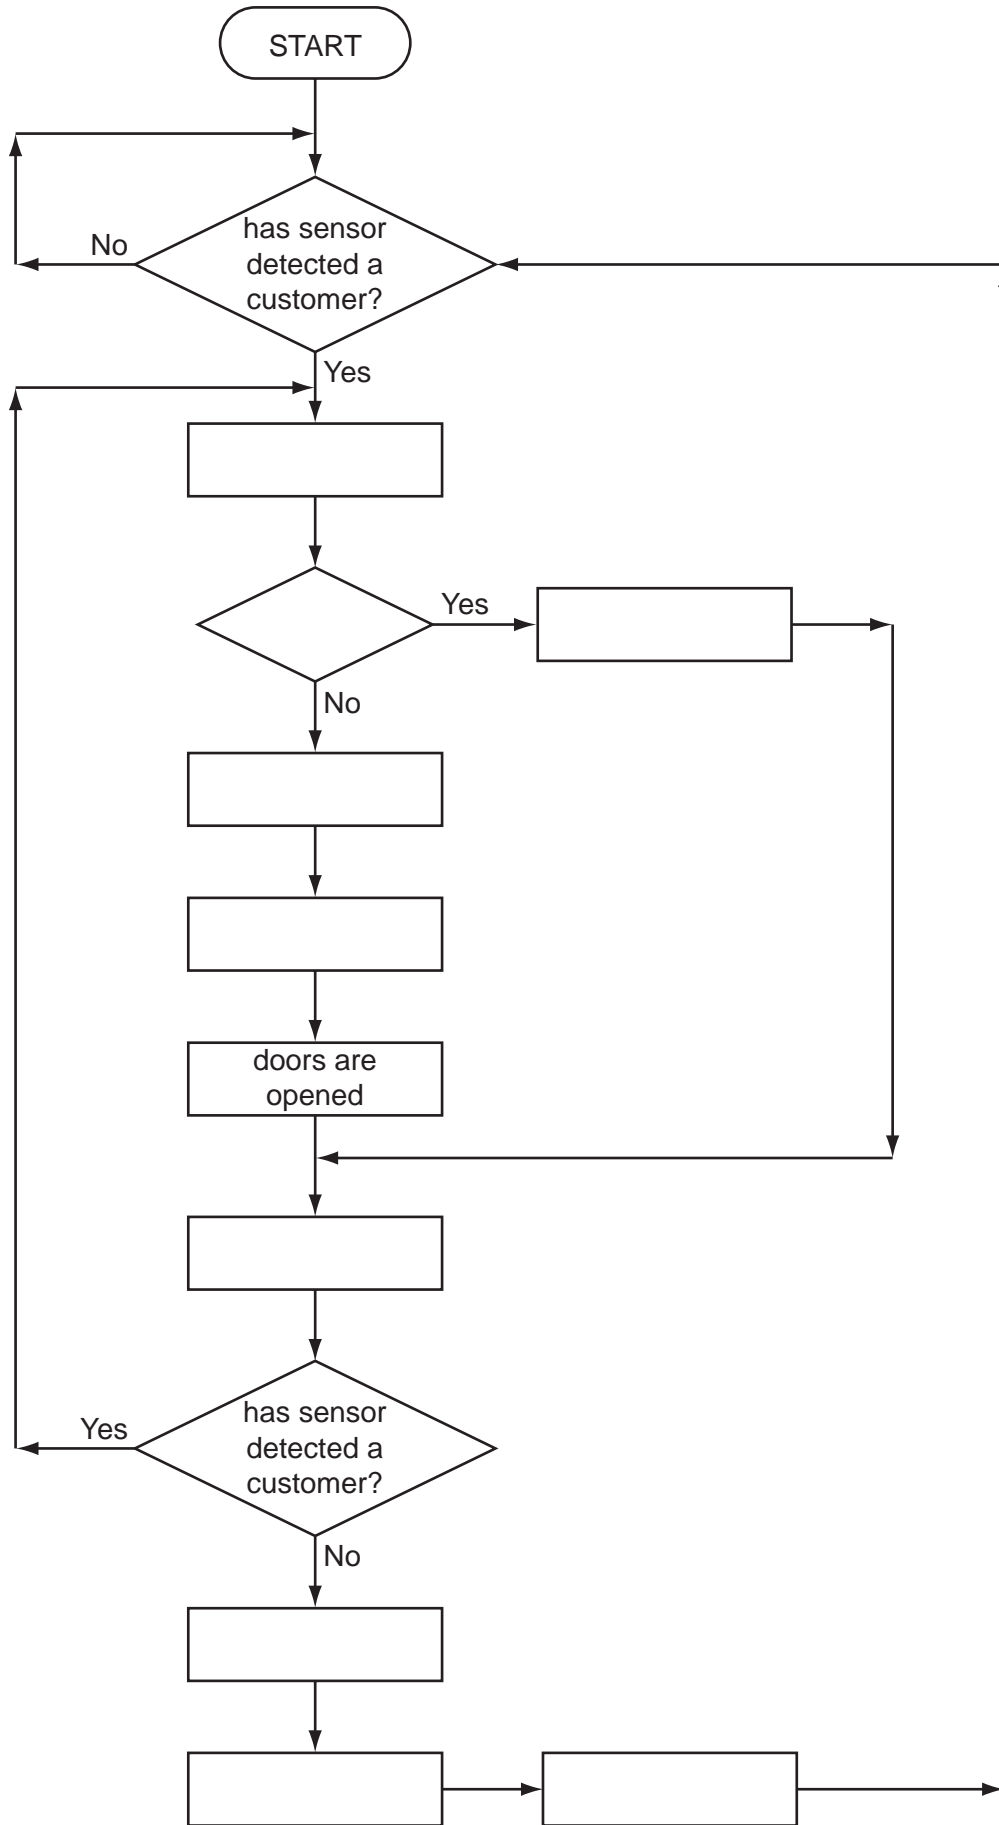 START
has sensor
detected a
customer?
No
Yes
Yes
No
doors are
opened
has sensor
detected a
customer?
Yes
No